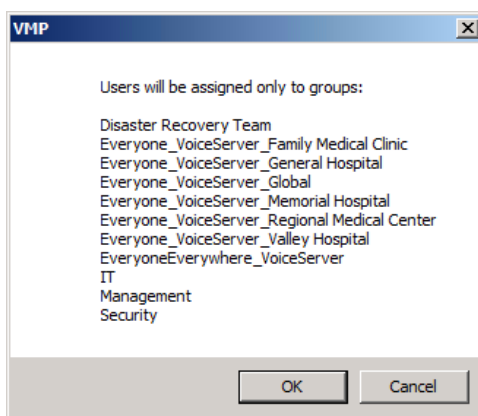 VMP
Users will be assigned only to groups:
Disaster Recovery Team
Everyone_VoiceServer_Family Medical Clinic
Everyone_VoiceServer_General Hospital
Everyone_VoiceServer_Global
Everyone_VoiceServer_Memorial Hospital
Everyone_VoiceServer_Regional Medical Center
Everyone_VoiceServer_Valley Hospital
EveryoneEverywhere_VoiceServer
IT
Management
Security
OK Cancel